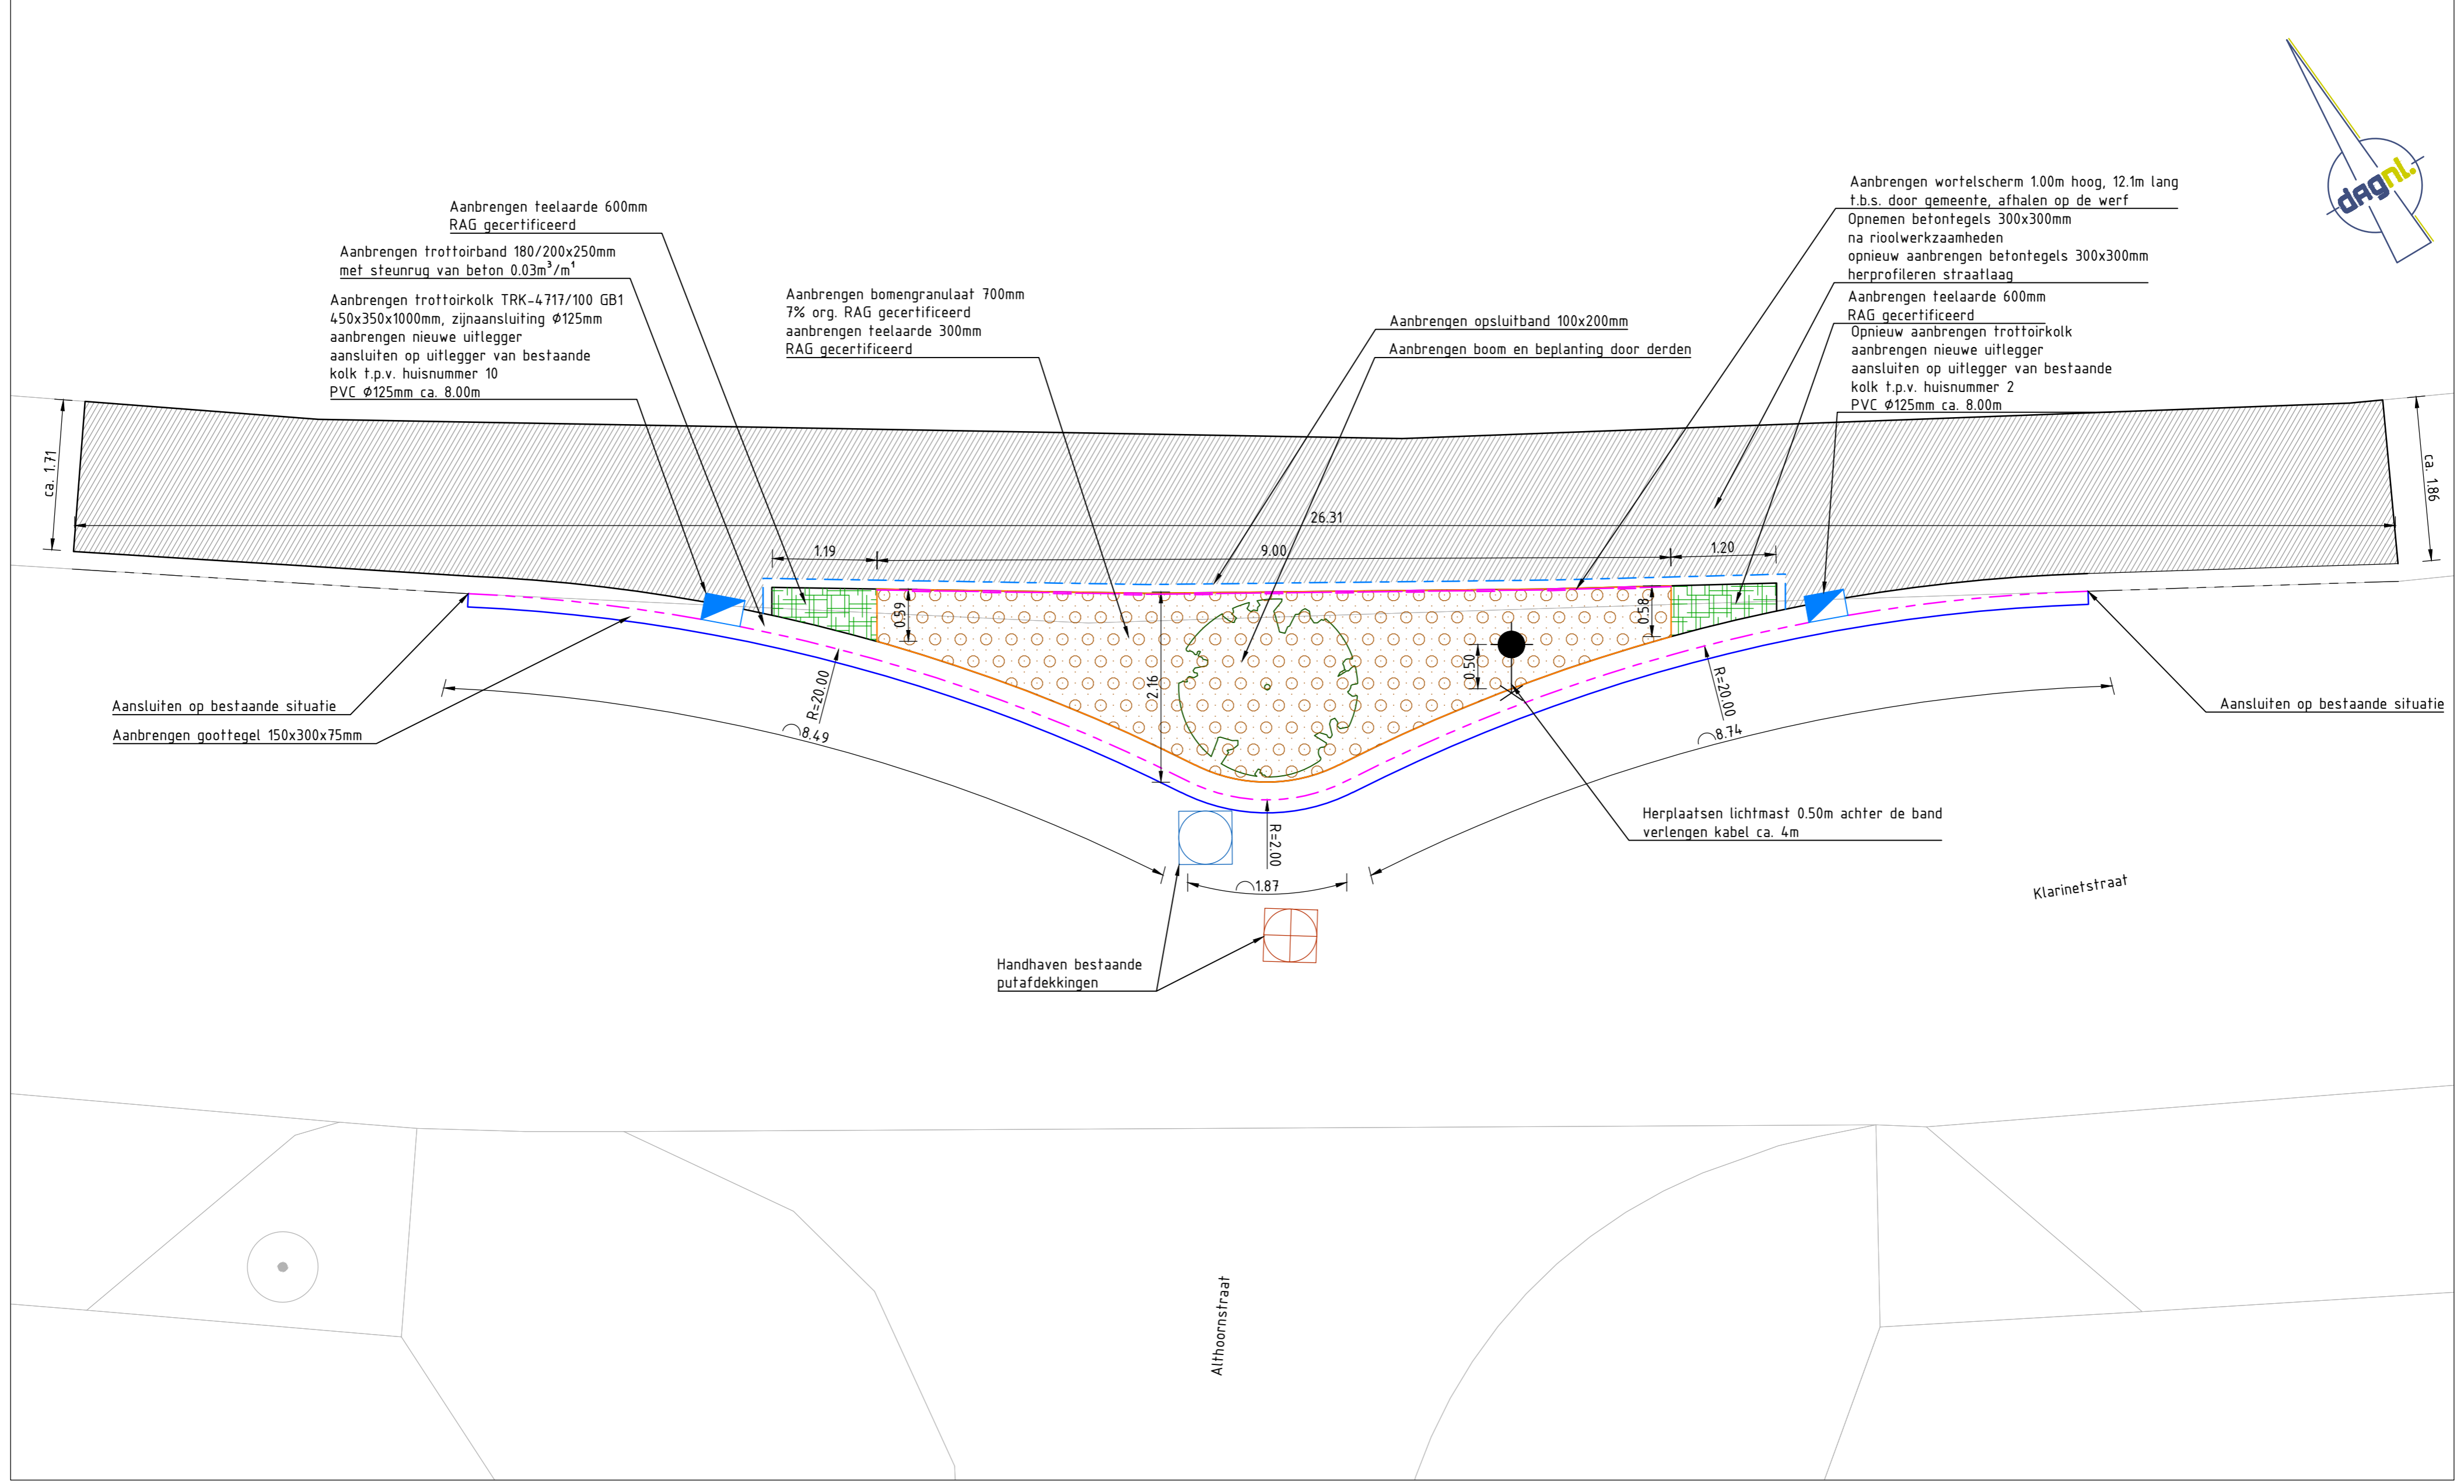 dagnl.
Aanbrengen teelaarde 600mm
RAG gecertificeerd
Aanbrengen trottoirband 180/200x250mm
met steunrug van beton 0.03m³/m¹
Aanbrengen trottoirkolk TRK-4717/100 GB1
450x350x1000mm, zijnaansluiting Ø125mm
aanbrengen nieuwe uitlegger
aansluiten op uitlegger van bestaande
kolk t.p.v. huisnummer 10
PVC Ø125mm ca. 8.00m
Aanbrengen bomengranulaat 700mm
7% org. RAG gecertificeerd
aanbrengen teelaarde 300mm
RAG gecertificeerd
Aanbrengen opsluitband 100x200mm
Aanbrengen boom en beplanting door derden
Aanbrengen wortelscherm 1.00m hoog, 12.1m lang
t.b.s. door gemeente, afhalen op de werf
Opnemen betontegels 300x300mm
na rioolwerkzaamheden
opnieuw aanbrengen betontegels 300x300mm
herprofileren straatlaag
Aanbrengen teelaarde 600mm
RAG gecertificeerd
Opnieuw aanbrengen trottoirkolk
aanbrengen nieuwe uitlegger
aansluiten op uitlegger van bestaande
kolk t.p.v. huisnummer 2
PVC Ø125mm ca. 8.00m
ca. 1.71
ca. 1.86
26.31
1.19
9.00
1.20
0.59
0.58
2.16
0.50
R=20.00
R=20.00
8.49
8.74
R=2.00
1.87
Aansluiten op bestaande situatie
Aanbrengen goottegel 150x300x75mm
Aansluiten op bestaande situatie
Herplaatsen lichtmast 0.50m achter de band
verlengen kabel ca. 4m
Handhaven bestaande
putafdekkingen
Klarinetstraat
Althoornstraat